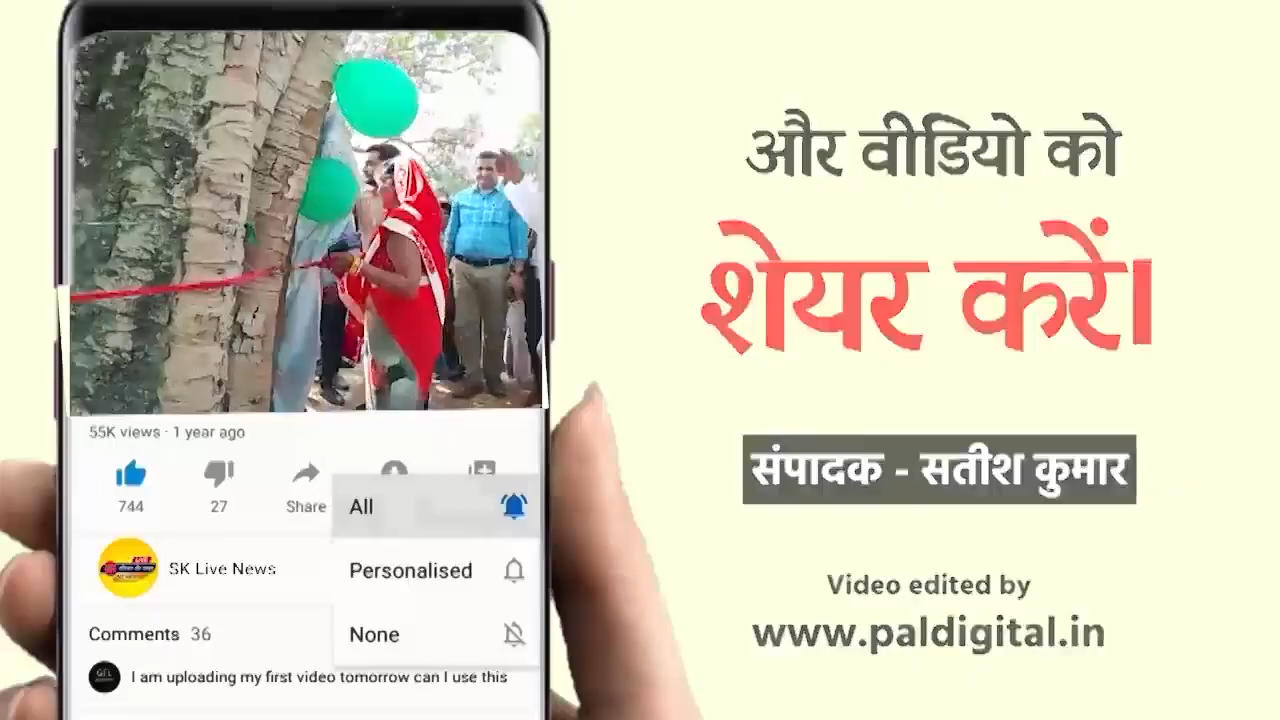 और वीडियो को
शेयर करें।
संपादक - सतीश कुमार
Video edited by
www.paldigital.in
55K views · 1 year ago
744
27
Share
All
SK Live News
Personalised
Comments 36
None
I am uploading my first video tomorrow can I use this